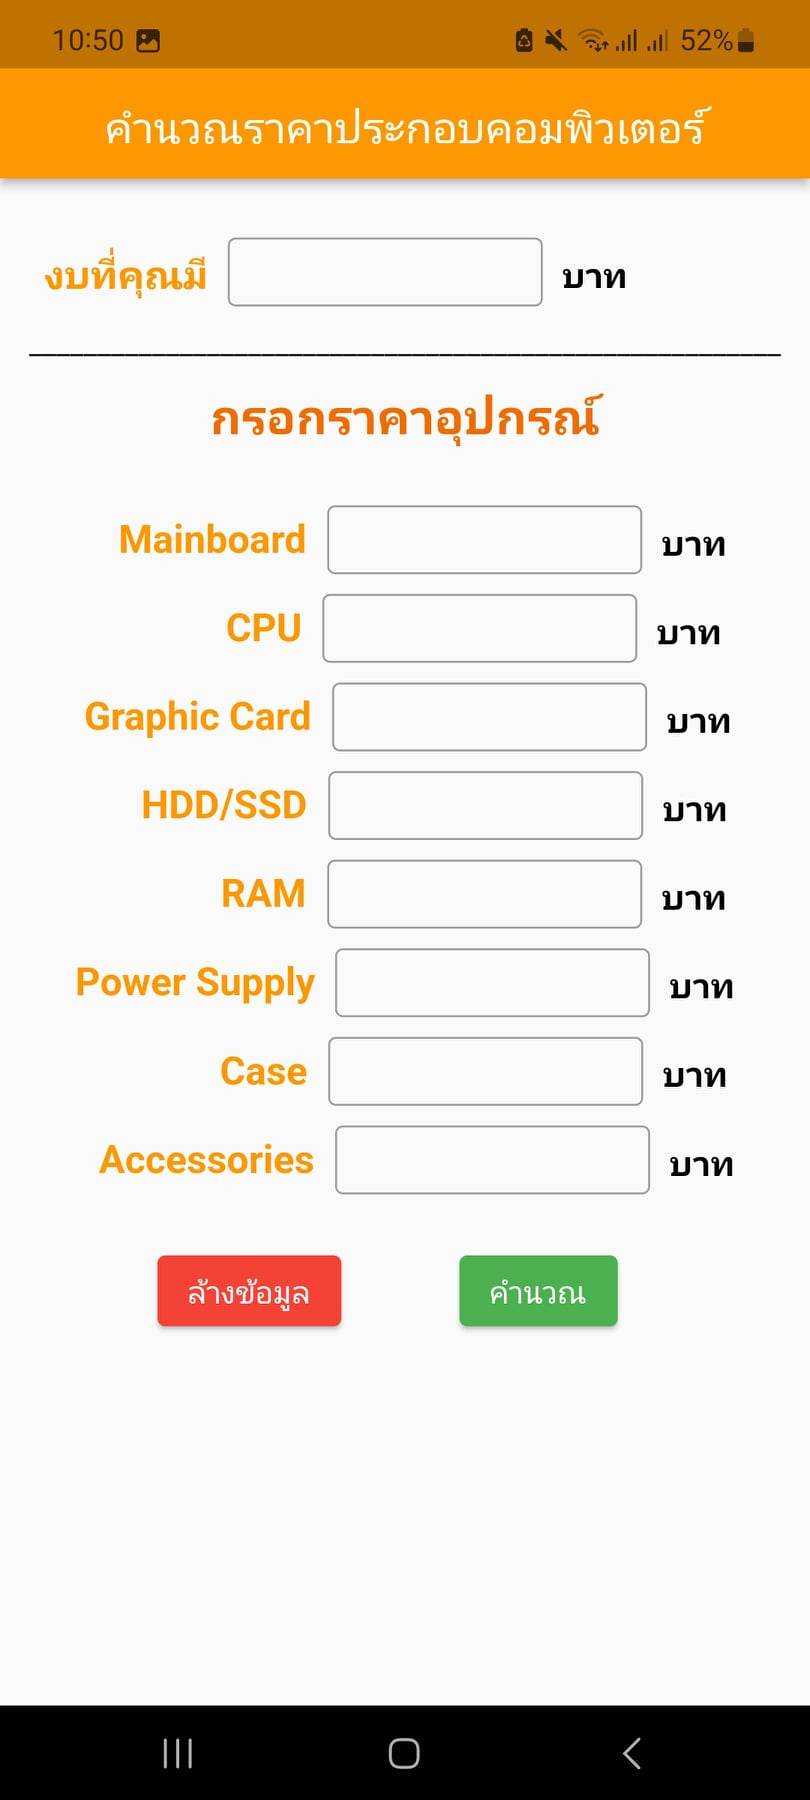 10:50 52%
คำนวณราคาประกอบคอมพิวเตอร์
งบที่คุณมี บาท
กรอกราคาอุปกรณ์
Mainboard บาท
CPU บาท
Graphic Card บาท
HDD/SSD บาท
RAM บาท
Power Supply บาท
Case บาท
Accessories บาท
ล้างข้อมูล คำนวณ